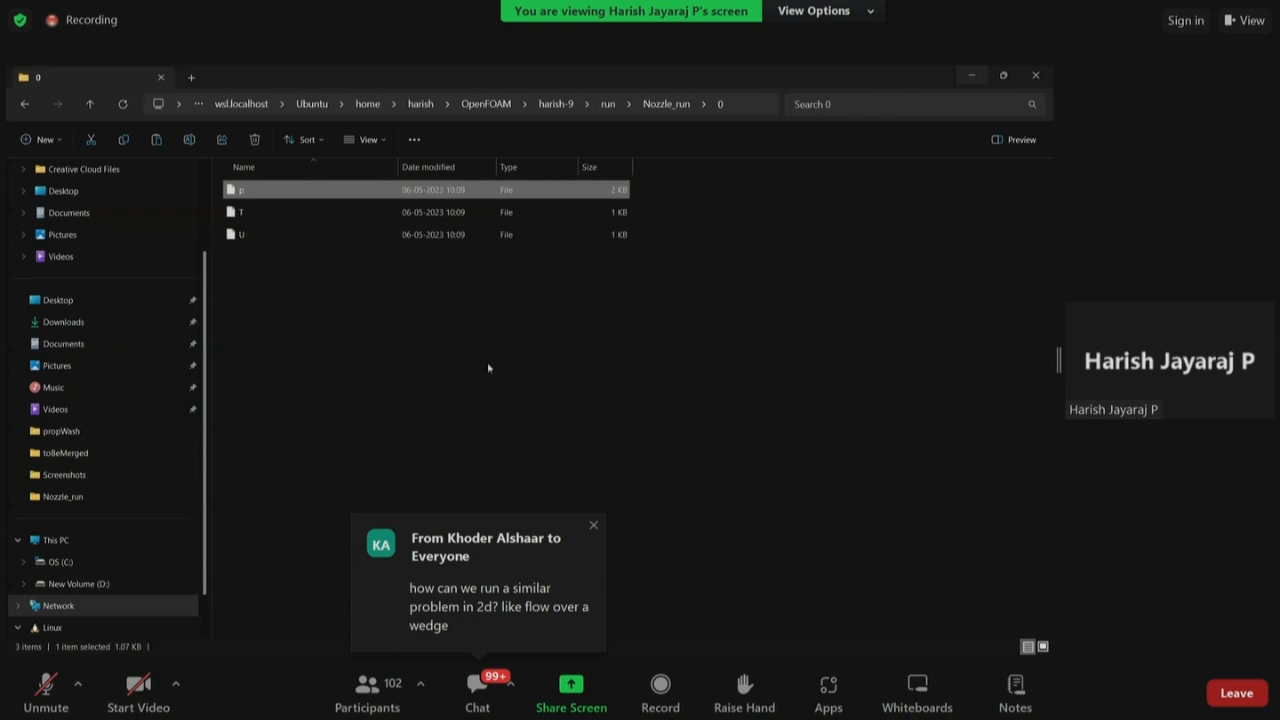 Recording
You are viewing Harish Jayaraj P's screen
View Options
Sign in
View
0
wsl.localhost
Ubuntu
home
harish
OpenFOAM
harish-9
run
Nozzle_run
0
Search 0
New
Sort
View
Preview
Name
Date modified
Type
Size
Creative Cloud Files
Desktop
Documents
Pictures
Videos
Desktop
Downloads
Documents
Pictures
Music
Videos
propWash
toBeMerged
Screenshots
Nozzle_run
This PC
OS (C:)
New Volume (D:)
Network
Linux
p 06-05-2023 10:09 File 2 KB
T 06-05-2023 10:09 File 1 KB
U 06-05-2023 10:09 File 1 KB
3 items 1 item selected 1.07 KB
Harish Jayaraj P
Harish Jayaraj P
KA
From Khoder Alshaar to
Everyone
how can we run a similar
problem in 2d? like flow over a
wedge
Unmute
Start Video
102
Participants
99+
Chat
Share Screen
Record
Raise Hand
Apps
Whiteboards
Notes
Leave